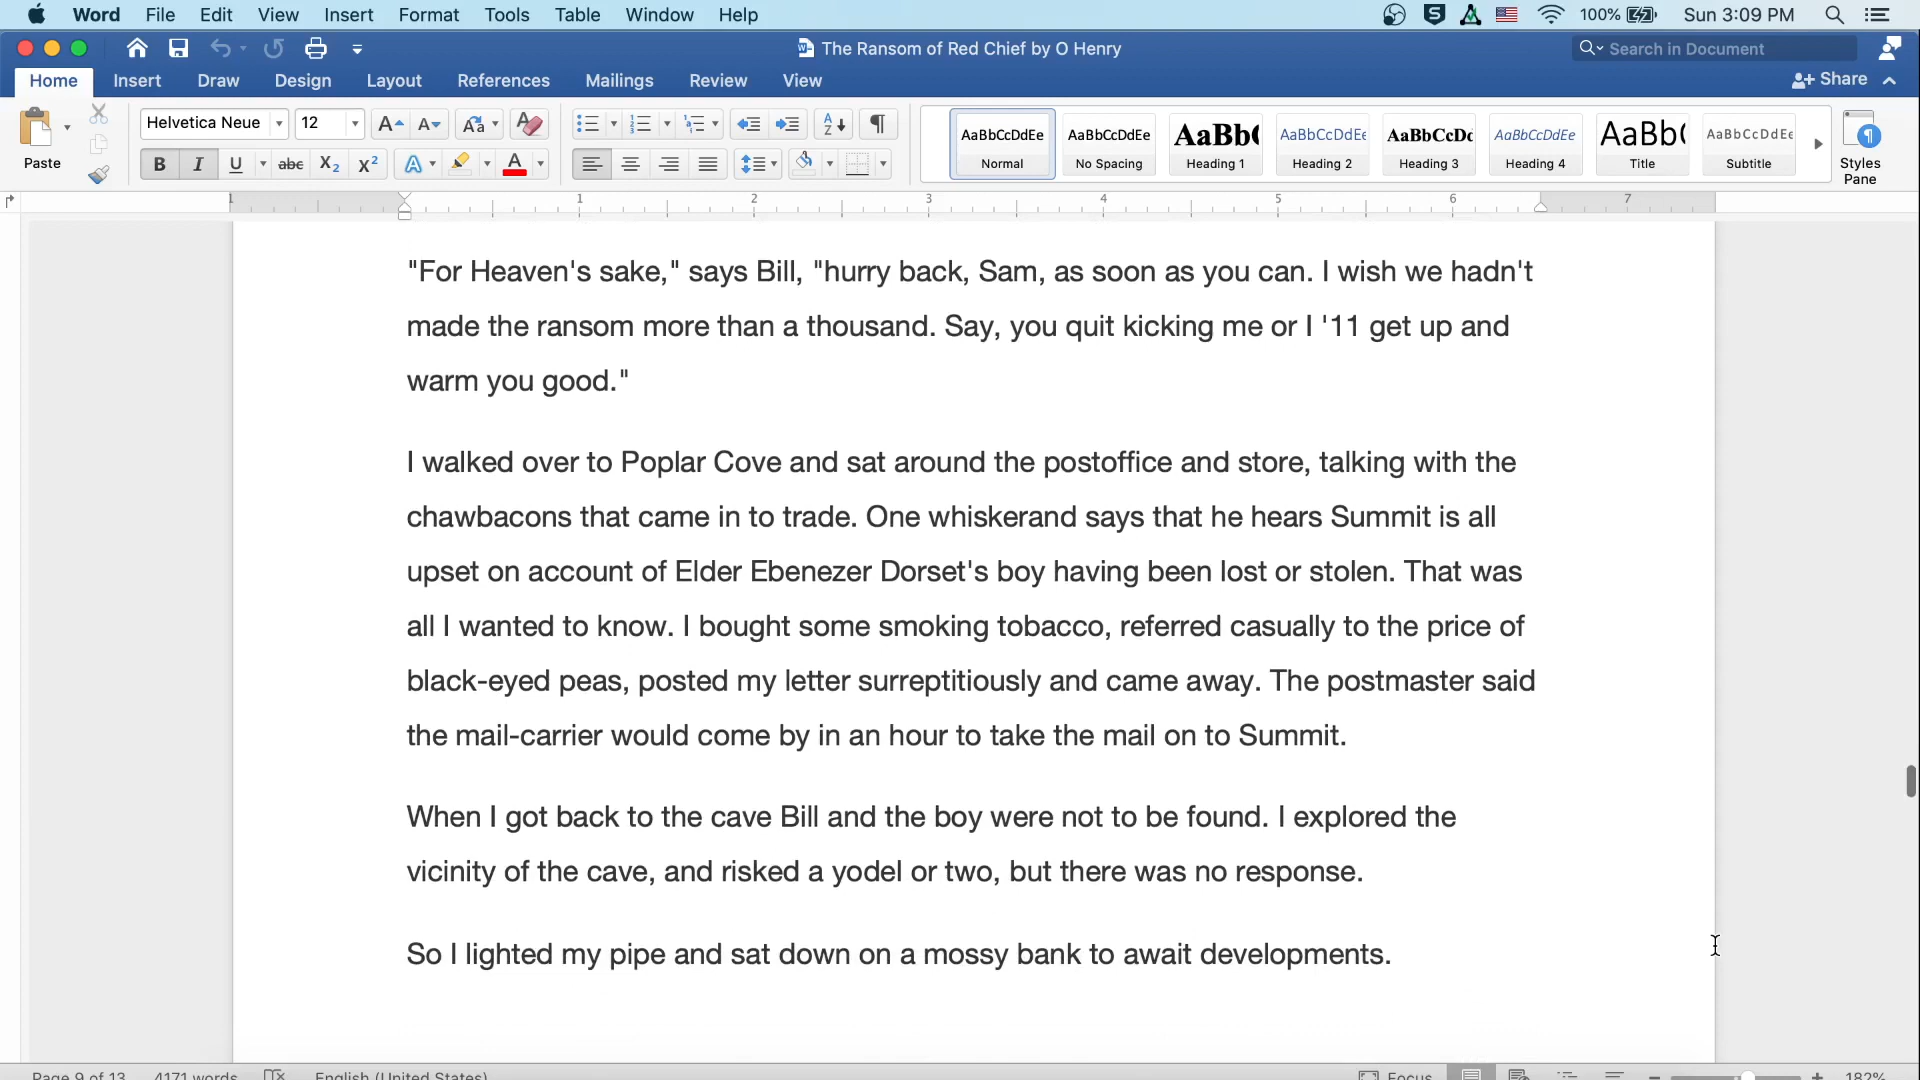 Word File Edit View Insert Format Tools Table Window Help 100% Sun 3:09 PM
The Ransom of Red Chief by O Henry Search in Document
Home Insert Draw Design Layout References Mailings Review View Share
Helvetica Neue 12 AaBbCcDdEe AaBbCcDdEe AaBb( AaBbCcDdEe AaBbCcDc AaBbCcDdEe AaBb( AaBbCcDdEe
Paste B I U abc X2 X2 A A Normal No Spacing Heading 1 Heading 2 Heading 3 Heading 4 Title Subtitle Styles
Pane
1 1 2 3 4 5 6 7
"For Heaven's sake," says Bill, "hurry back, Sam, as soon as you can. I wish we hadn't
made the ransom more than a thousand. Say, you quit kicking me or I '11 get up and
warm you good."
I walked over to Poplar Cove and sat around the postoffice and store, talking with the
chawbacons that came in to trade. One whiskerand says that he hears Summit is all
upset on account of Elder Ebenezer Dorset's boy having been lost or stolen. That was
all I wanted to know. I bought some smoking tobacco, referred casually to the price of
black-eyed peas, posted my letter surreptitiously and came away. The postmaster said
the mail-carrier would come by in an hour to take the mail on to Summit.
When I got back to the cave Bill and the boy were not to be found. I explored the
vicinity of the cave, and risked a yodel or two, but there was no response.
So I lighted my pipe and sat down on a mossy bank to await developments.
Page 9 of 13 4171 words English (United States) Focus 182%